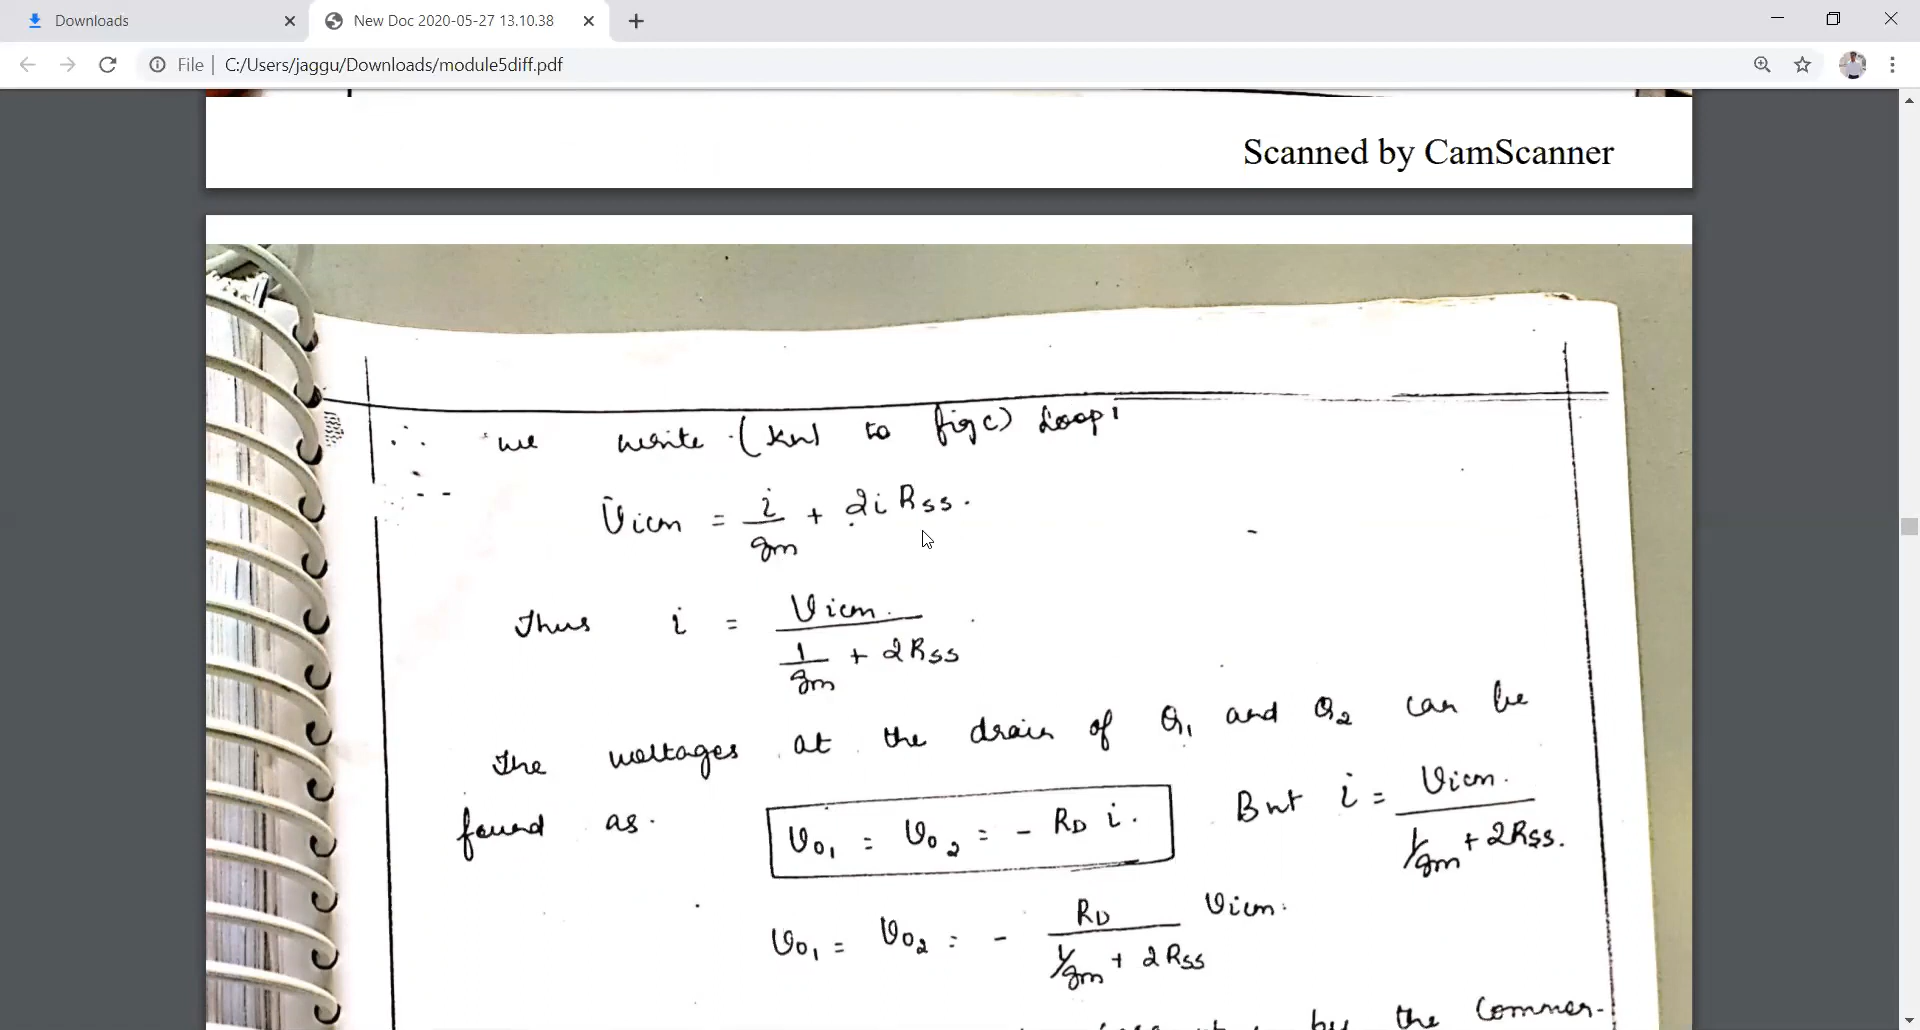 Downloads
New Doc 2020-05-27 13.10.38
File | C:/Users/jaggu/Downloads/module5diff.pdf
Scanned by CamScanner
∴ we write (kvl to fig c) Loop 1
Vicm = i/gm + 2i Rss.
Thus i = Vicm / (1/gm + 2Rss)
The voltages at the drain of Q1 and Q2 can be
found as. Vo1 = Vo2 = - RD i. But i = Vicm. / (1/gm + 2Rss.
Vo1 = Vo2 = - RD / (1/gm + 2Rss) Vicm.
by the common-